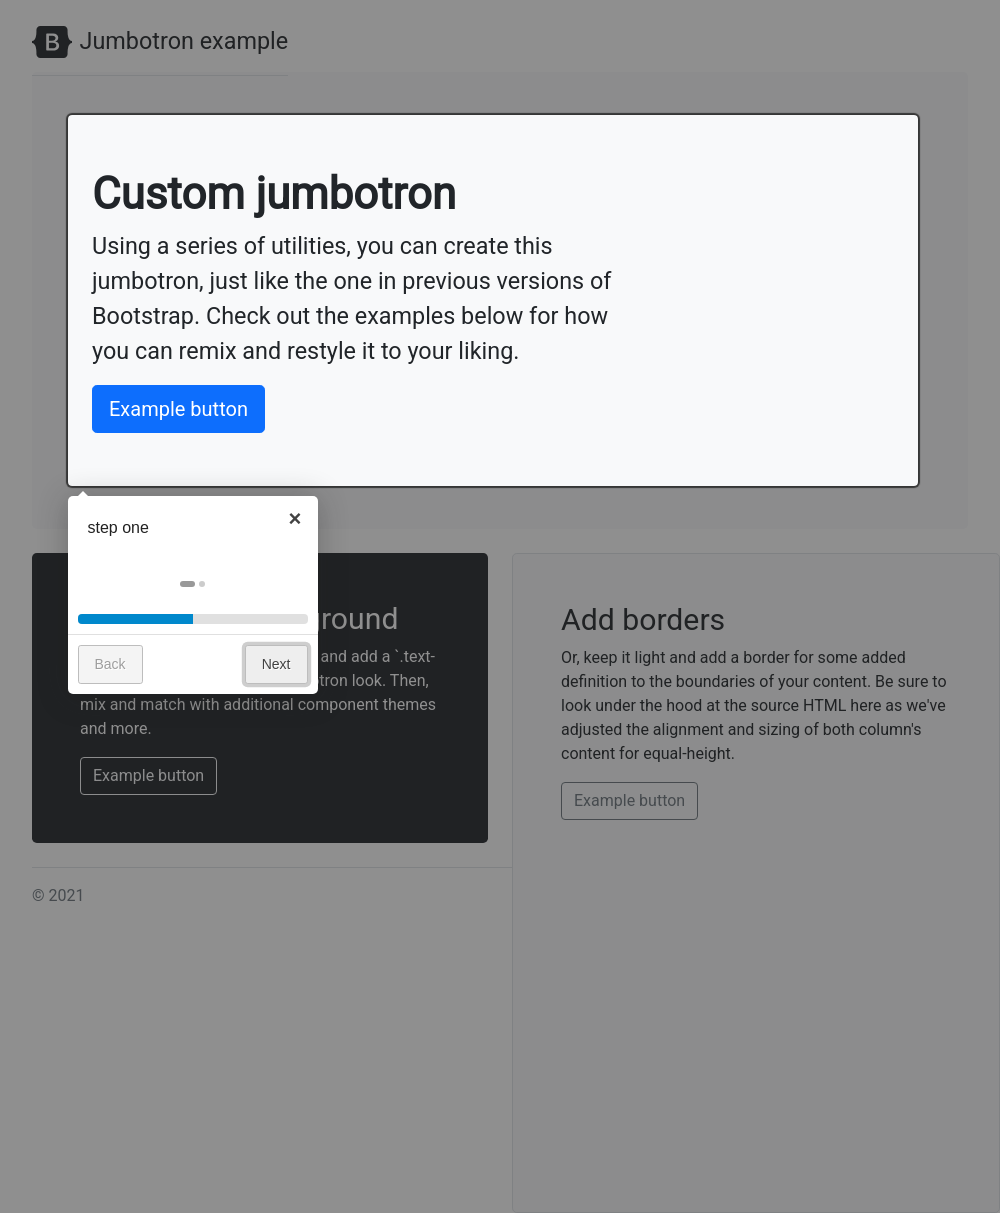 B Jumbotron example
Custom jumbotron
Using a series of utilities, you can create this
jumbotron, just like the one in previous versions of
Bootstrap. Check out the examples below for how
you can remix and restyle it to your liking.
Example button
step one
×
Back
Next
round
and add a `.text-
tron look. Then,
mix and match with additional component themes
and more.
Example button
Add borders
Or, keep it light and add a border for some added
definition to the boundaries of your content. Be sure to
look under the hood at the source HTML here as we've
adjusted the alignment and sizing of both column's
content for equal-height.
Example button
© 2021